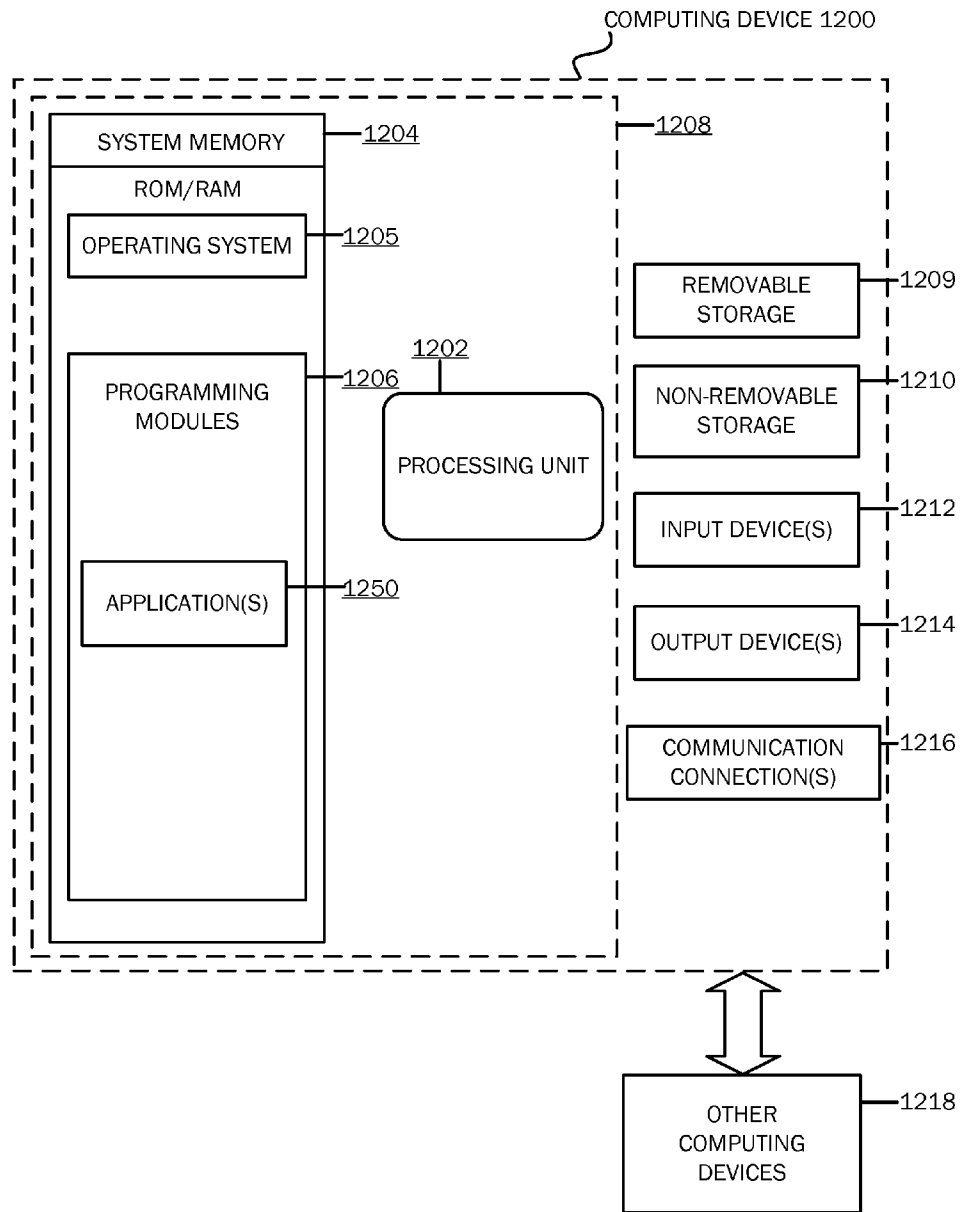 COMPUTING DEVICE 1200
SYSTEM MEMORY
1204
1208
ROM/RAM
OPERATING SYSTEM
1205
REMOVABLE
STORAGE
1209
1202
PROGRAMMING
MODULES
1206
NON-REMOVABLE
STORAGE
1210
PROCESSING UNIT
INPUT DEVICE(S)
1212
APPLICATION(S)
1250
OUTPUT DEVICE(S)
1214
COMMUNICATION
CONNECTION(S)
1216
OTHER
COMPUTING
DEVICES
1218